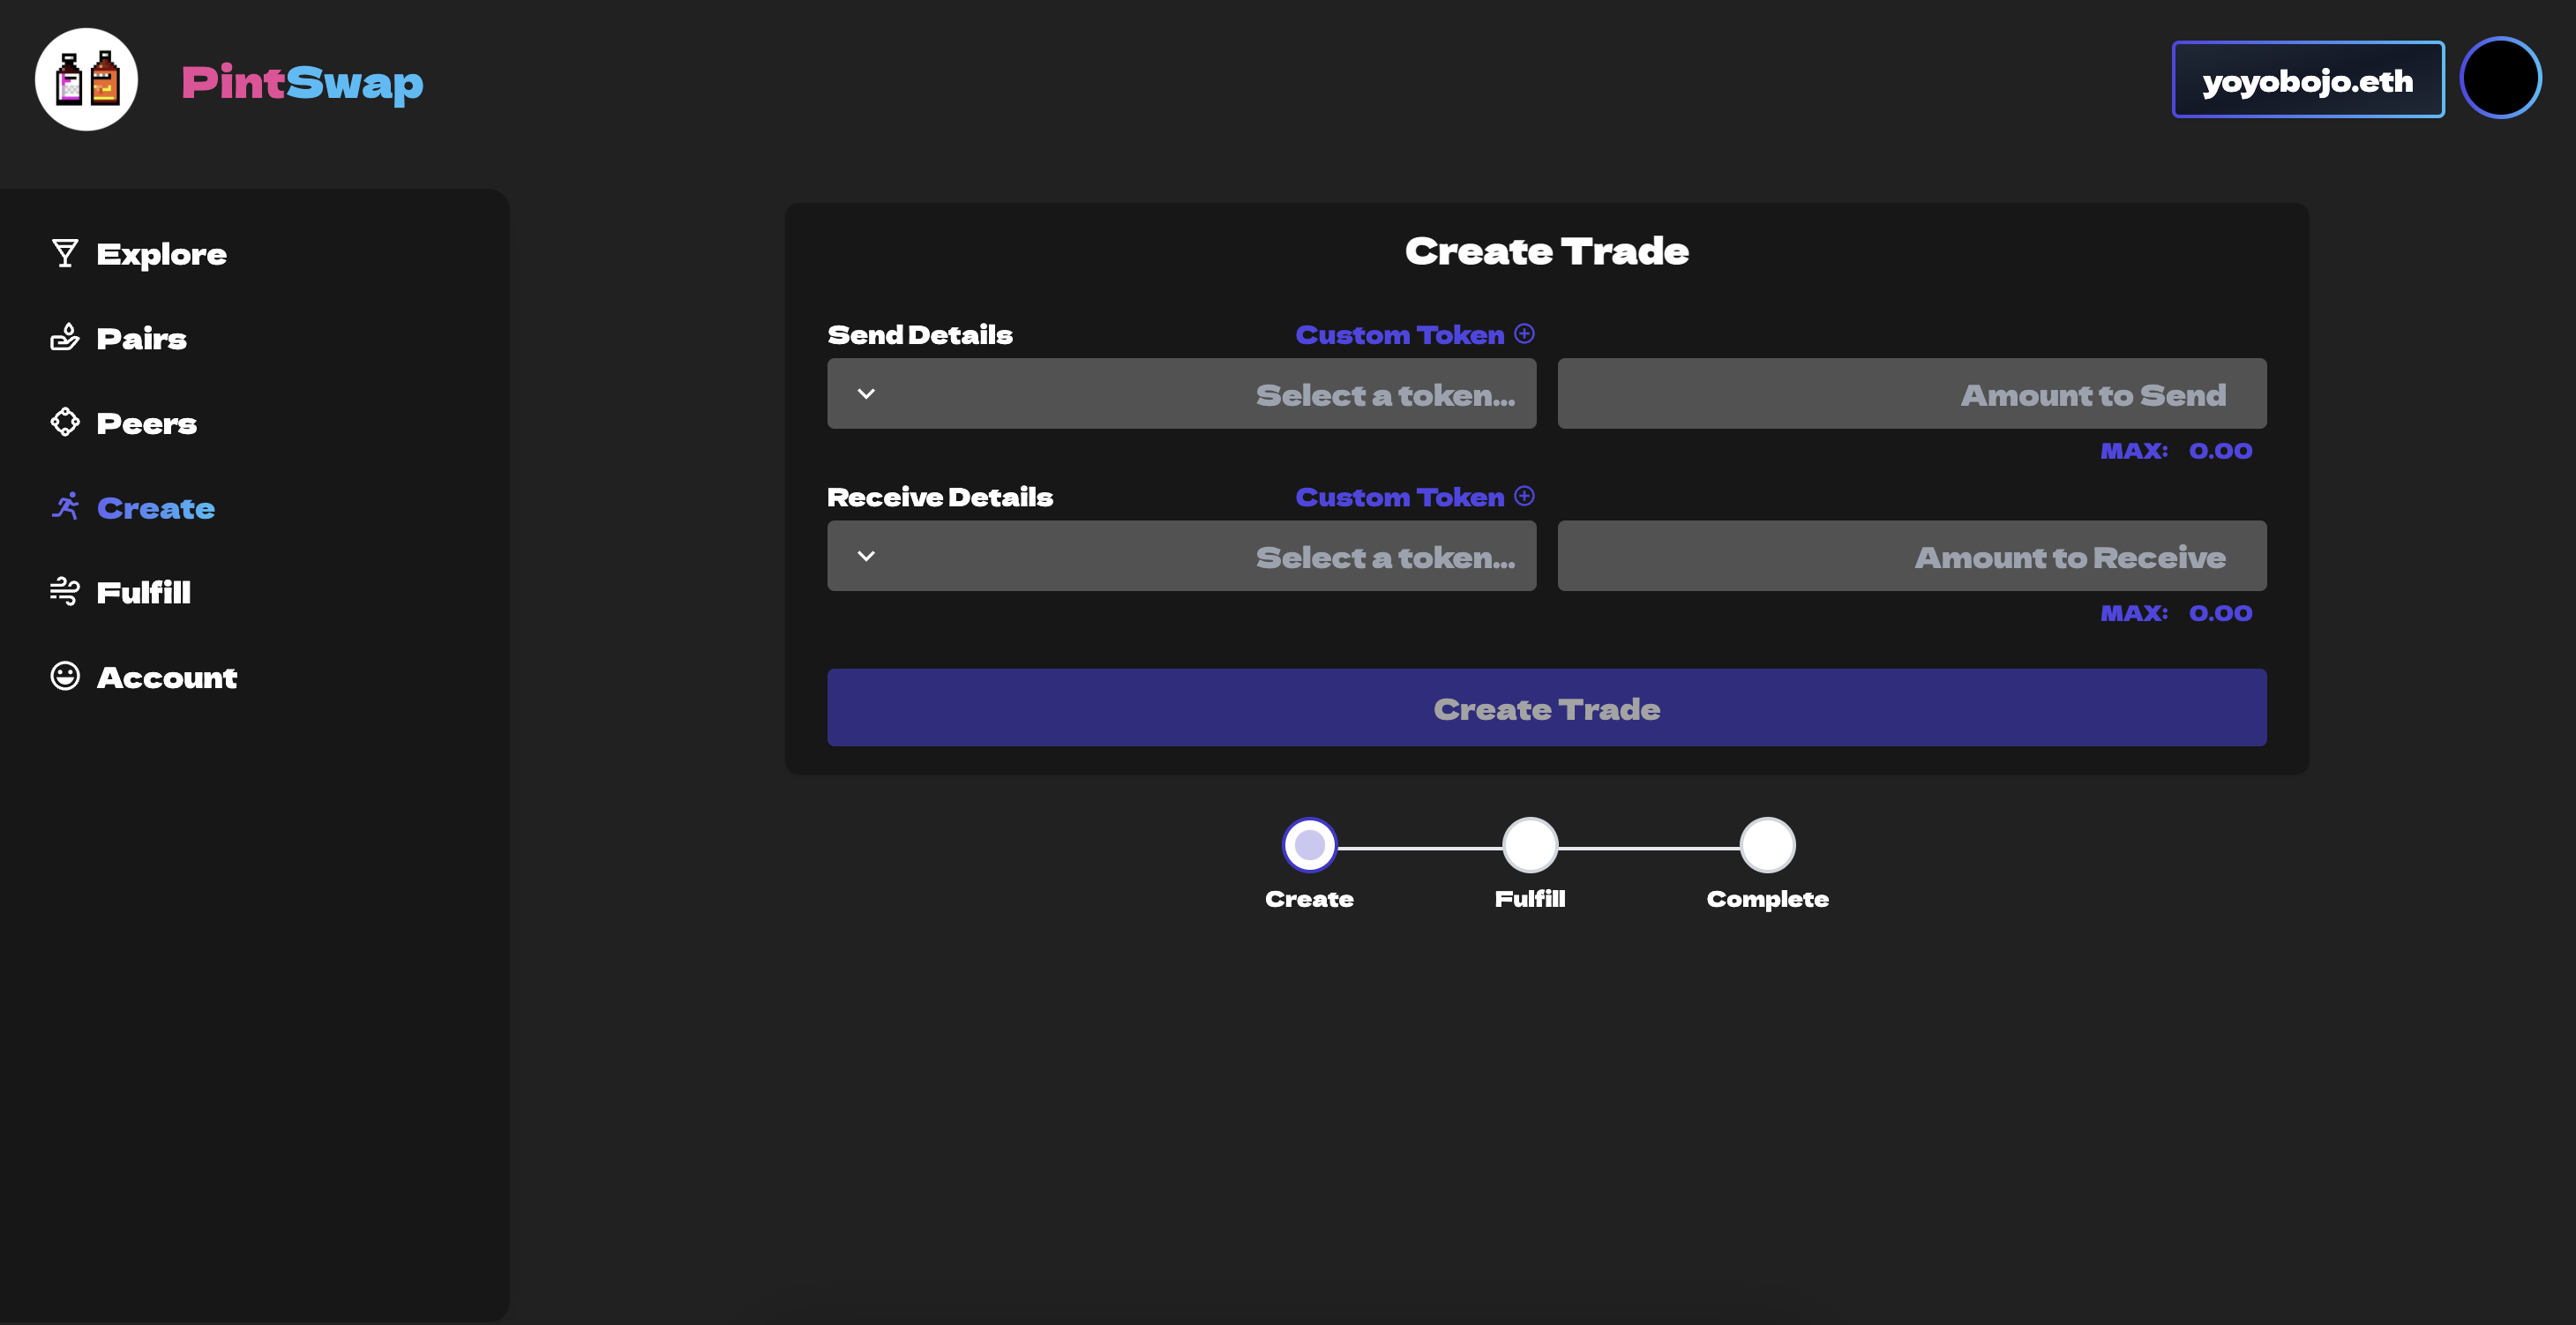 PintSwap
yoyobojo.eth
Explore
Pairs
Peers
Create
Fulfill
Account
Create Trade
Send Details
Custom Token
Select a token...
Amount to Send
MAX: 0.00
Receive Details
Custom Token
Select a token...
Amount to Receive
MAX: 0.00
Create Trade
Create
Fulfill
Complete